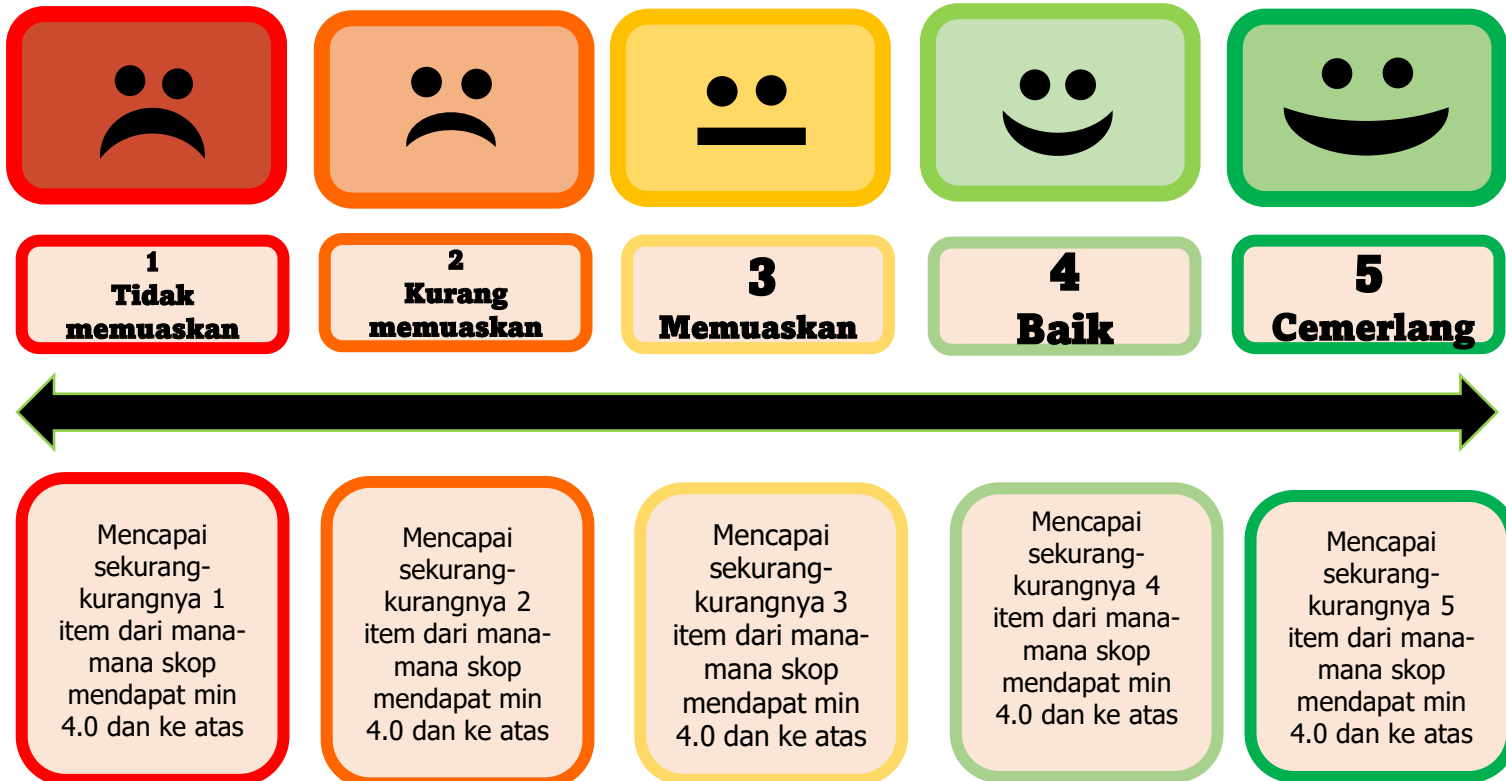 1
Tidak
memuaskan
2
Kurang
memuaskan
3
Memuaskan
4
Baik
5
Cemerlang
Mencapai
sekurang-
kurangnya 1
item dari mana-
mana skop
mendapat min
4.0 dan ke atas
Mencapai
sekurang-
kurangnya 2
item dari mana-
mana skop
mendapat min
4.0 dan ke atas
Mencapai
sekurang-
kurangnya 3
item dari mana-
mana skop
mendapat min
4.0 dan ke atas
Mencapai
sekurang-
kurangnya 4
item dari mana-
mana skop
mendapat min
4.0 dan ke atas
Mencapai
sekurang-
kurangnya 5
item dari mana-
mana skop
mendapat min
4.0 dan ke atas